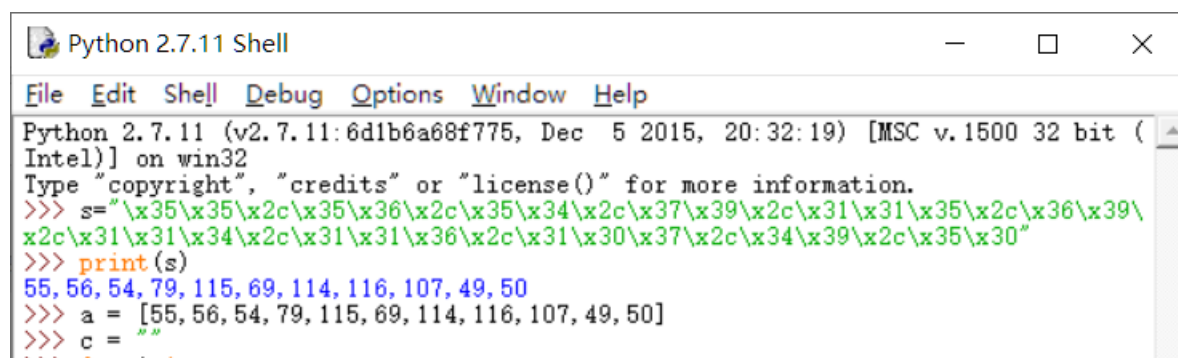 Python 2.7.11 Shell
File Edit Shell Debug Options Window Help
Python 2.7.11 (v2.7.11:6d1b6a68f775, Dec  5 2015, 20:32:19) [MSC v.1500 32 bit (
Intel)] on win32
Type "copyright", "credits" or "license()" for more information.
>>> s="\x35\x35\x2c\x35\x36\x2c\x35\x34\x2c\x37\x39\x2c\x31\x31\x35\x2c\x36\x39\
x2c\x31\x31\x34\x2c\x31\x31\x36\x2c\x31\x30\x37\x2c\x34\x39\x2c\x35\x30"
>>> print(s)
55,56,54,79,115,69,114,116,107,49,50
>>> a = [55,56,54,79,115,69,114,116,107,49,50]
>>> c = ""